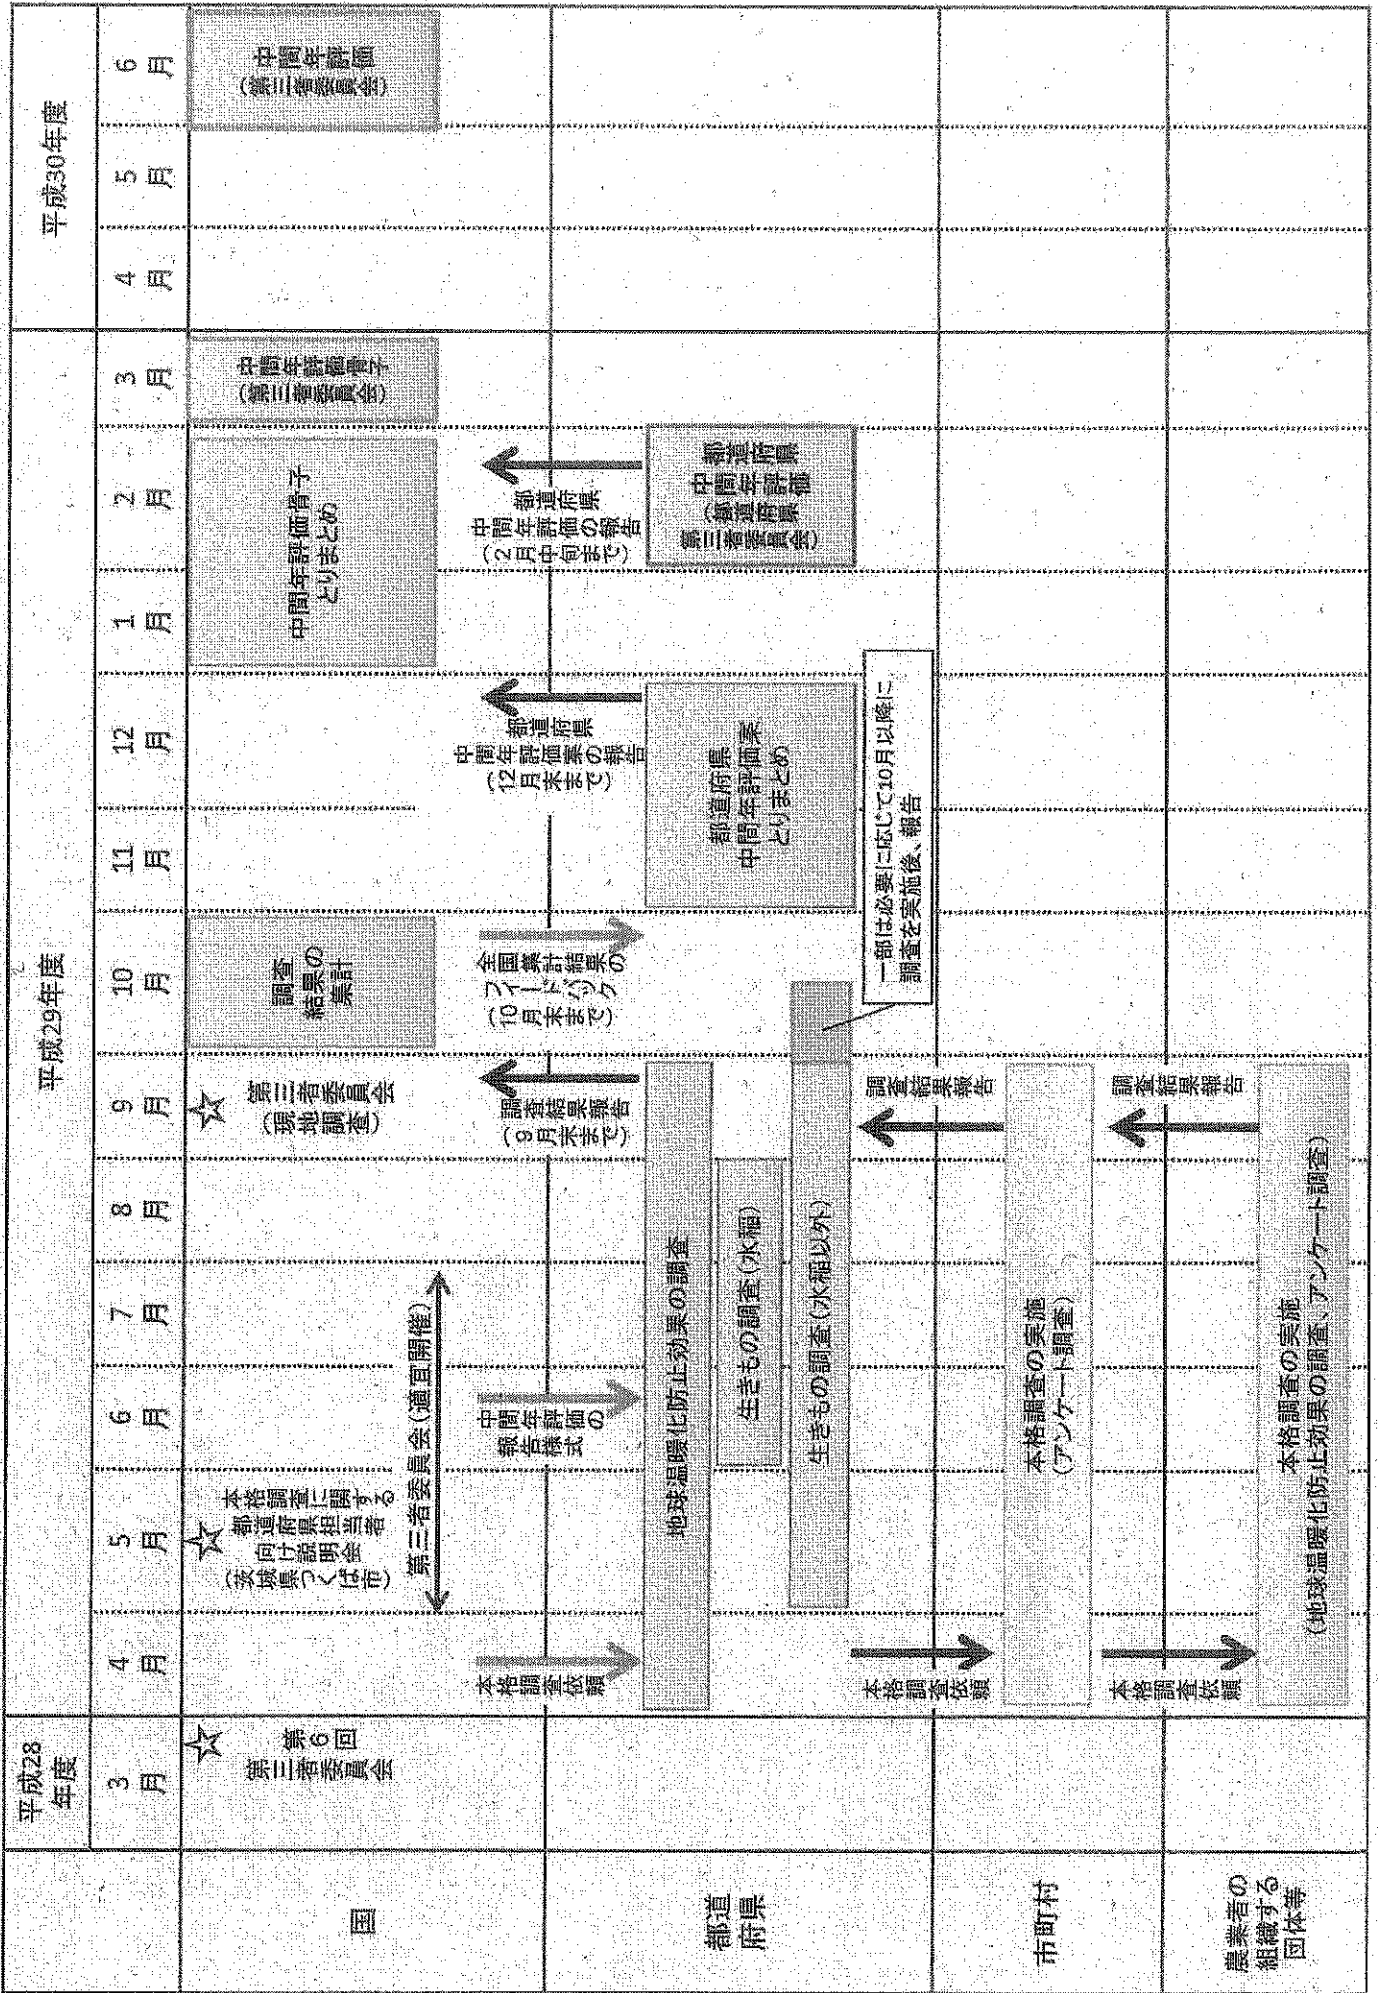 平成28
年度
平成29年度
平成30年度
3
月
4
月
5
月
6
月
7
月
8
月
9
月
10
月
11
月
12
月
1
月
2
月
3
月
4
月
5
月
6
月
国
第6回
第三者委員会
本格調査に関する
都道府県担当者
向け説明会
(茨城県つくば市)
第三者委員会(適宜開催)
第三者委員会
(現地調査)
調査
結果の
集計
中間年評価骨子
とりまとめ
中間年評価骨子
(第三者委員会)
中間年評価
(第三者委員会)
本格調査依頼
中間年評価の
報告様式
調査結果報告
(9月末まで)
全国集計結果の
フィードバック
(10月末まで)
都道府県
中間年評価案の報告
(12月末まで)
都道府県
中間年評価の報告
(2月中旬まで)
都道
府県
地球温暖化防止効果の調査
生きもの調査(水稲)
生きもの調査(水稲以外)
都道府県
中間年評価案
とりまとめ
都道府県
中間年評価
(都道府県
第三者委員会)
一部は必要に応じて10月以降に
調査を実施後、報告
本格調査依頼
調査結果報告
市町村
本格調査の実施
(アンケート調査)
本格調査依頼
調査結果報告
農業者の
組織する
団体等
本格調査の実施
(地球温暖化防止効果の調査、アンケート調査)